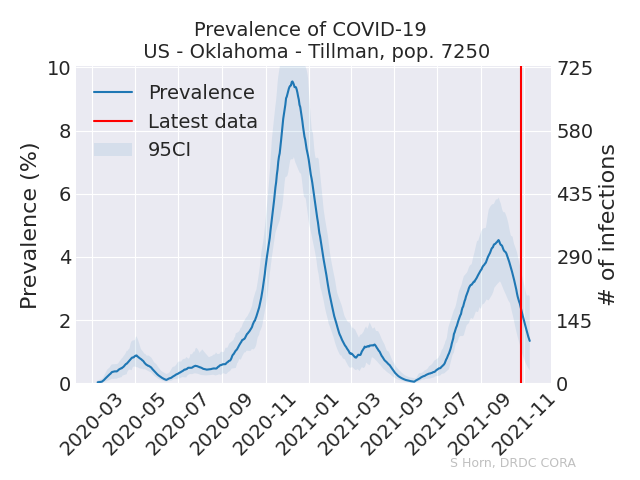 Prevalence of COVID-19
US - Oklahoma - Tillman, pop. 7250
Prevalence
Latest data
95CI
Prevalence (%)
10
8
6
4
2
0
725
580
435
290
145
0
# of infections
2020-03
2020-05
2020-07
2020-09
2020-11
2021-01
2021-03
2021-05
2021-07
2021-09
2021-11
S Horn, DRDC CORA